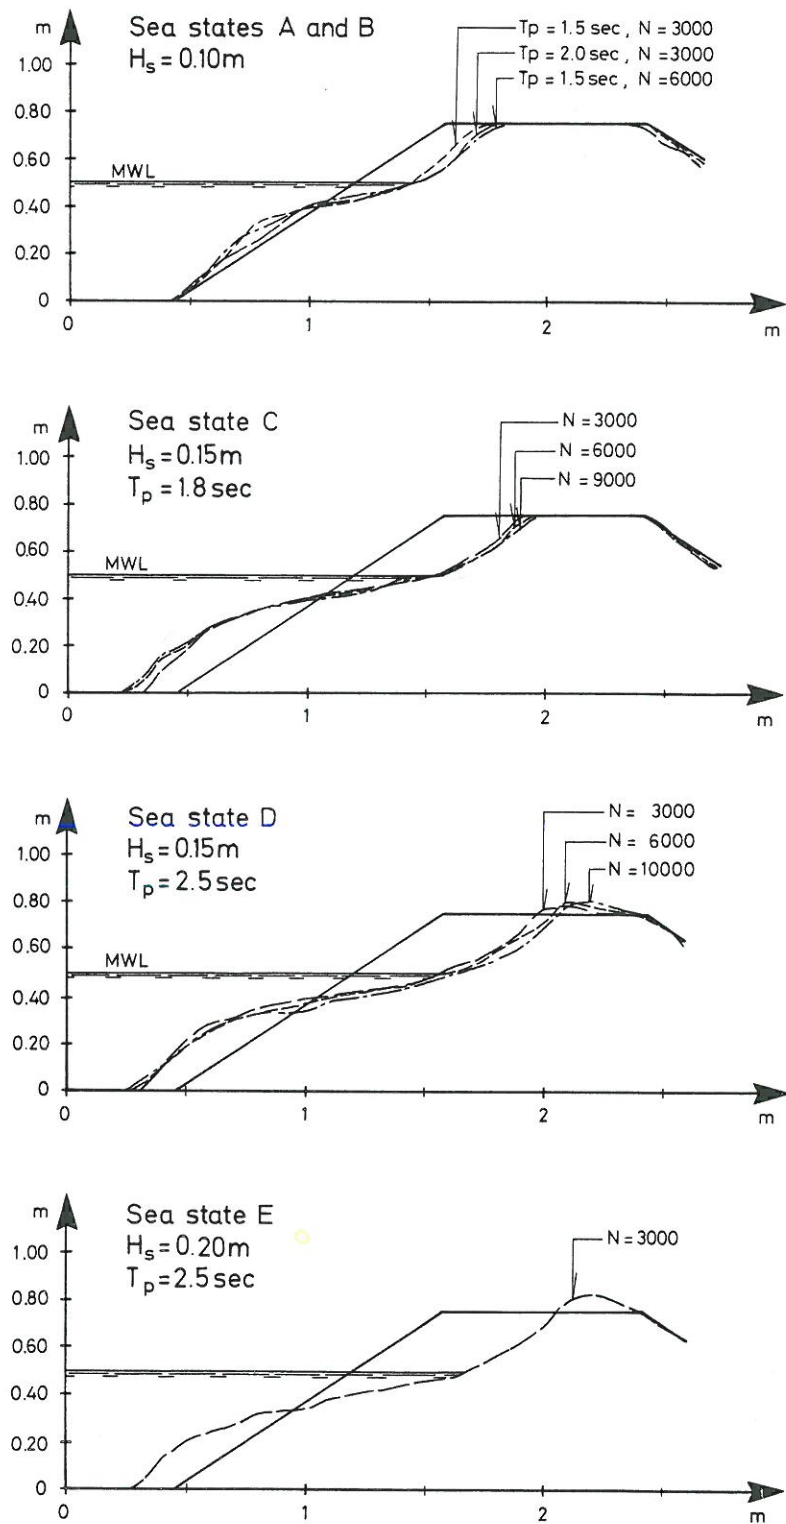 Sea states A and B
Hs = 0.10m
Tp = 1.5 sec , N = 3000
Tp = 2.0 sec , N = 3000
Tp = 1.5 sec , N = 6000
m
1.00
0.80
0.60
0.40
0.20
0
MWL
0
1
2
m
Sea state C
Hs = 0.15m
Tp = 1.8 sec
N = 3000
N = 6000
N = 9000
m
1.00
0.80
0.60
0.40
0.20
0
MWL
0
1
2
m
Sea state D
Hs = 0.15m
Tp = 2.5 sec
N = 3000
N = 6000
N = 10000
m
1.00
0.80
0.60
0.40
0.20
0
MWL
0
1
2
m
Sea state E
Hs = 0.20m
Tp = 2.5 sec
N = 3000
m
1.00
0.80
0.60
0.40
0.20
0
0
1
2
m